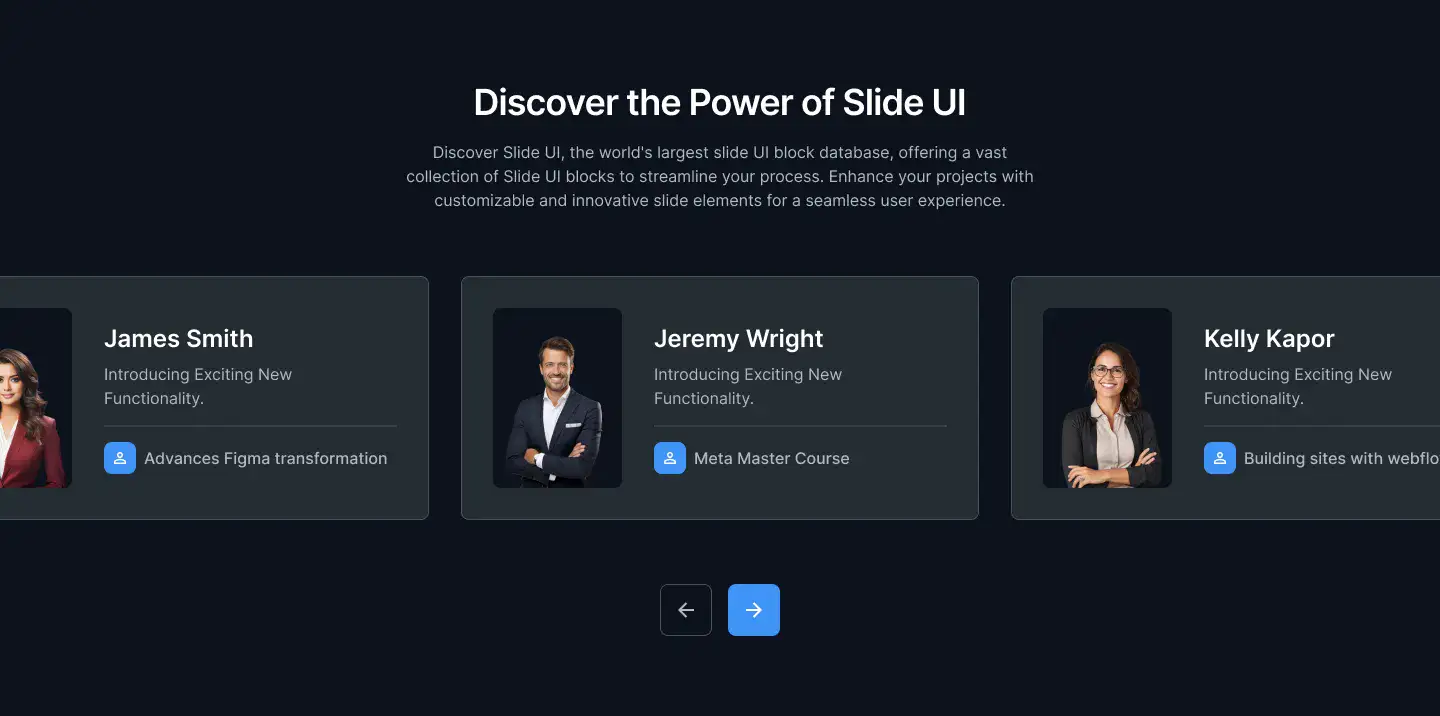 Discover the Power of Slide UI
Discover Slide UI, the world's largest slide UI block database, offering a vast
collection of Slide UI blocks to streamline your process. Enhance your projects with
customizable and innovative slide elements for a seamless user experience.
James Smith
Introducing Exciting New
Functionality.
Advances Figma transformation
Jeremy Wright
Introducing Exciting New
Functionality.
Meta Master Course
Kelly Kapor
Introducing Exciting New
Functionality.
Building sites with